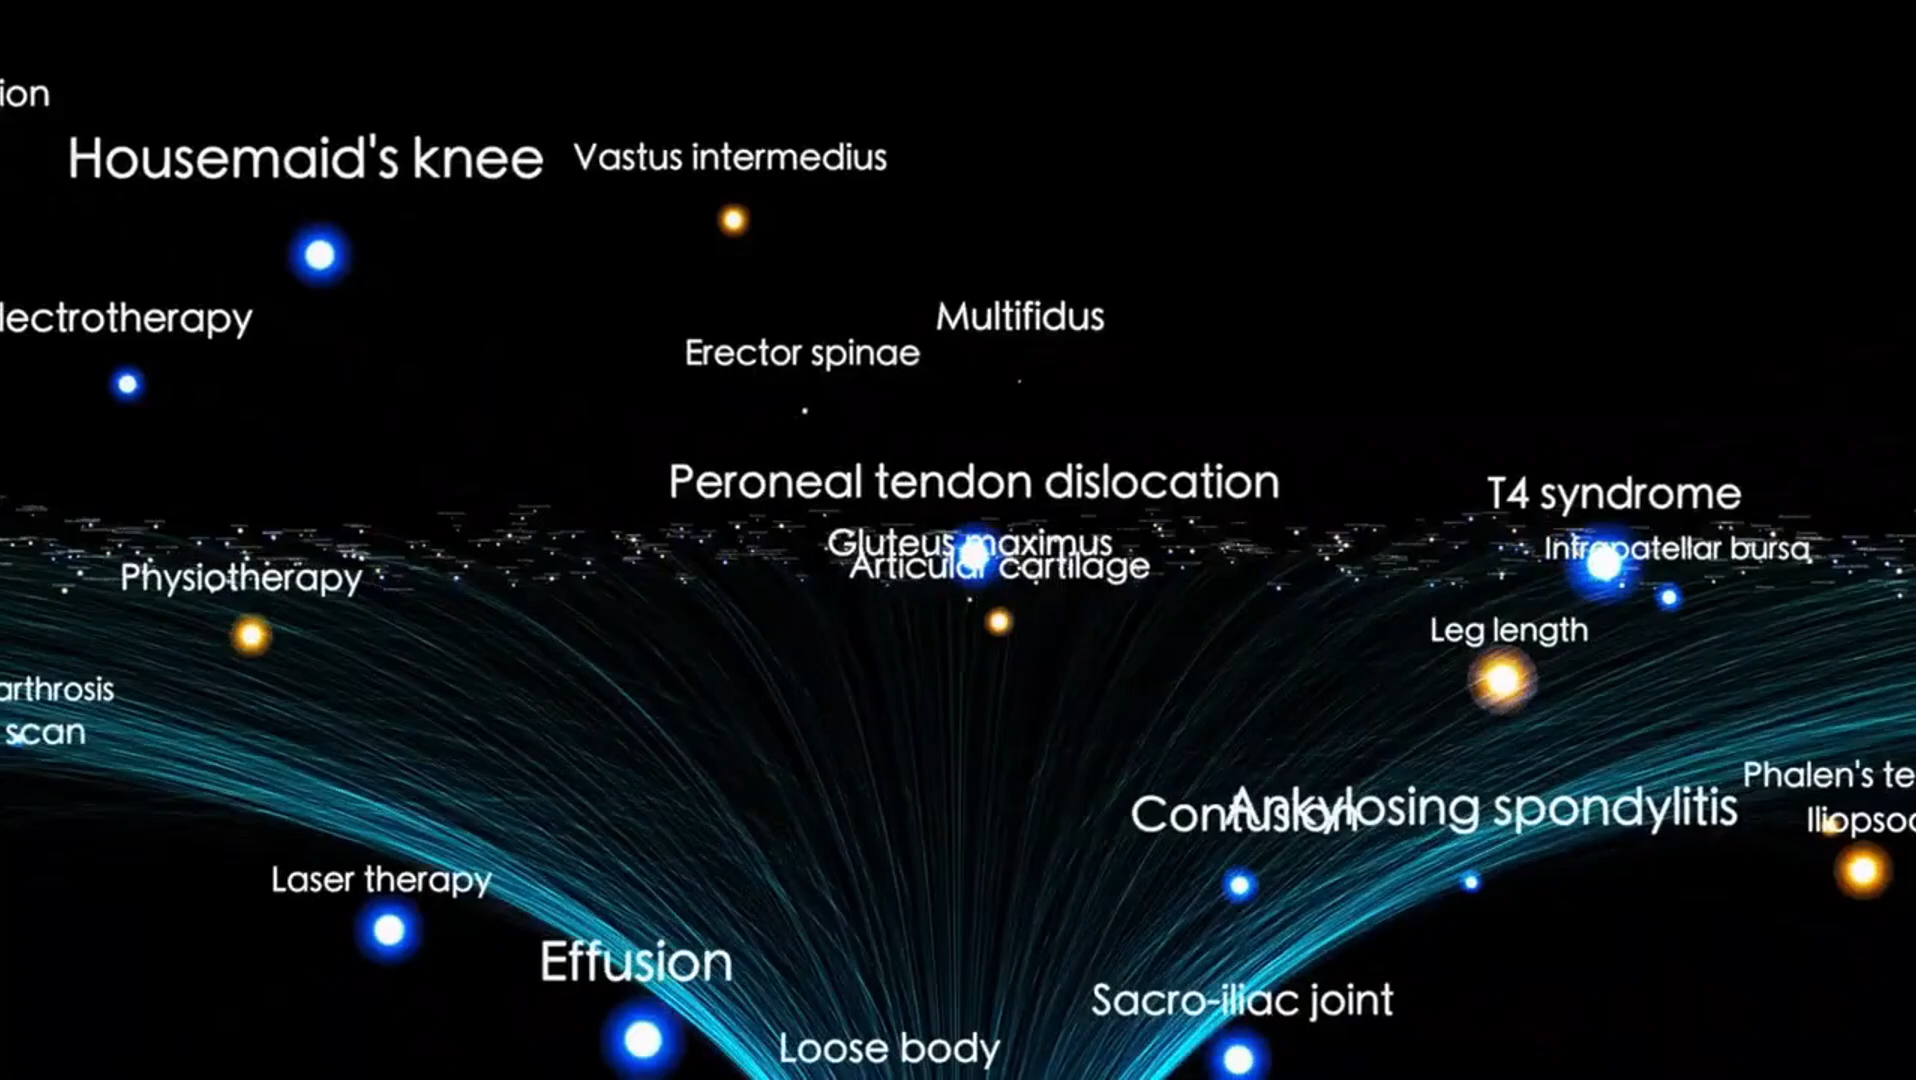 ion
Housemaid's knee
Vastus intermedius
lectrotherapy
Multifidus
Erector spinae
Peroneal tendon dislocation
T4 syndrome
Gluteus maximus
Infrapatellar bursa
Articular cartilage
Physiotherapy
Leg length
arthrosis
scan
Phalen's te
Contusion
Ankylosing spondylitis
Iliopsoa
Laser therapy
Effusion
Sacro-iliac joint
Loose body